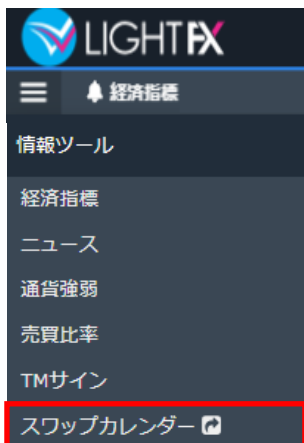 LIGHT FX
経済指標
情報ツール
経済指標
ニュース
通貨強弱
売買比率
TMサイン
スワップカレンダー